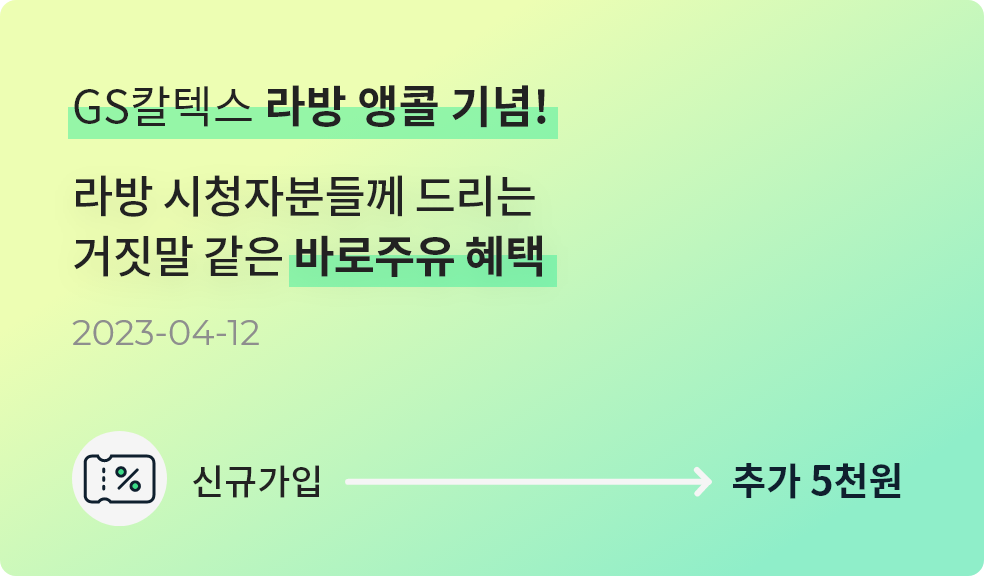 GS칼텍스 라방 앵콜 기념!
라방 시청자분들께 드리는
거짓말 같은 바로주유 혜택
2023-04-12
%
신규가입
추가 5천원